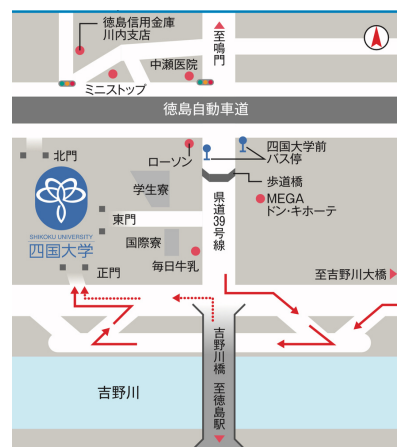 徳島信用金庫
川内支店
至鳴門
中瀬医院
ミニストップ
徳島自動車道
北門
ローソン
四国大学前
バス停
学生寮
歩道橋
MEGA
ドン・キホーテ
SHIKOKU UNIVERSITY
四国大学
東門
県道39号線
国際寮
毎日牛乳
正門
至吉野川大橋
吉野川橋
至徳島駅
吉野川